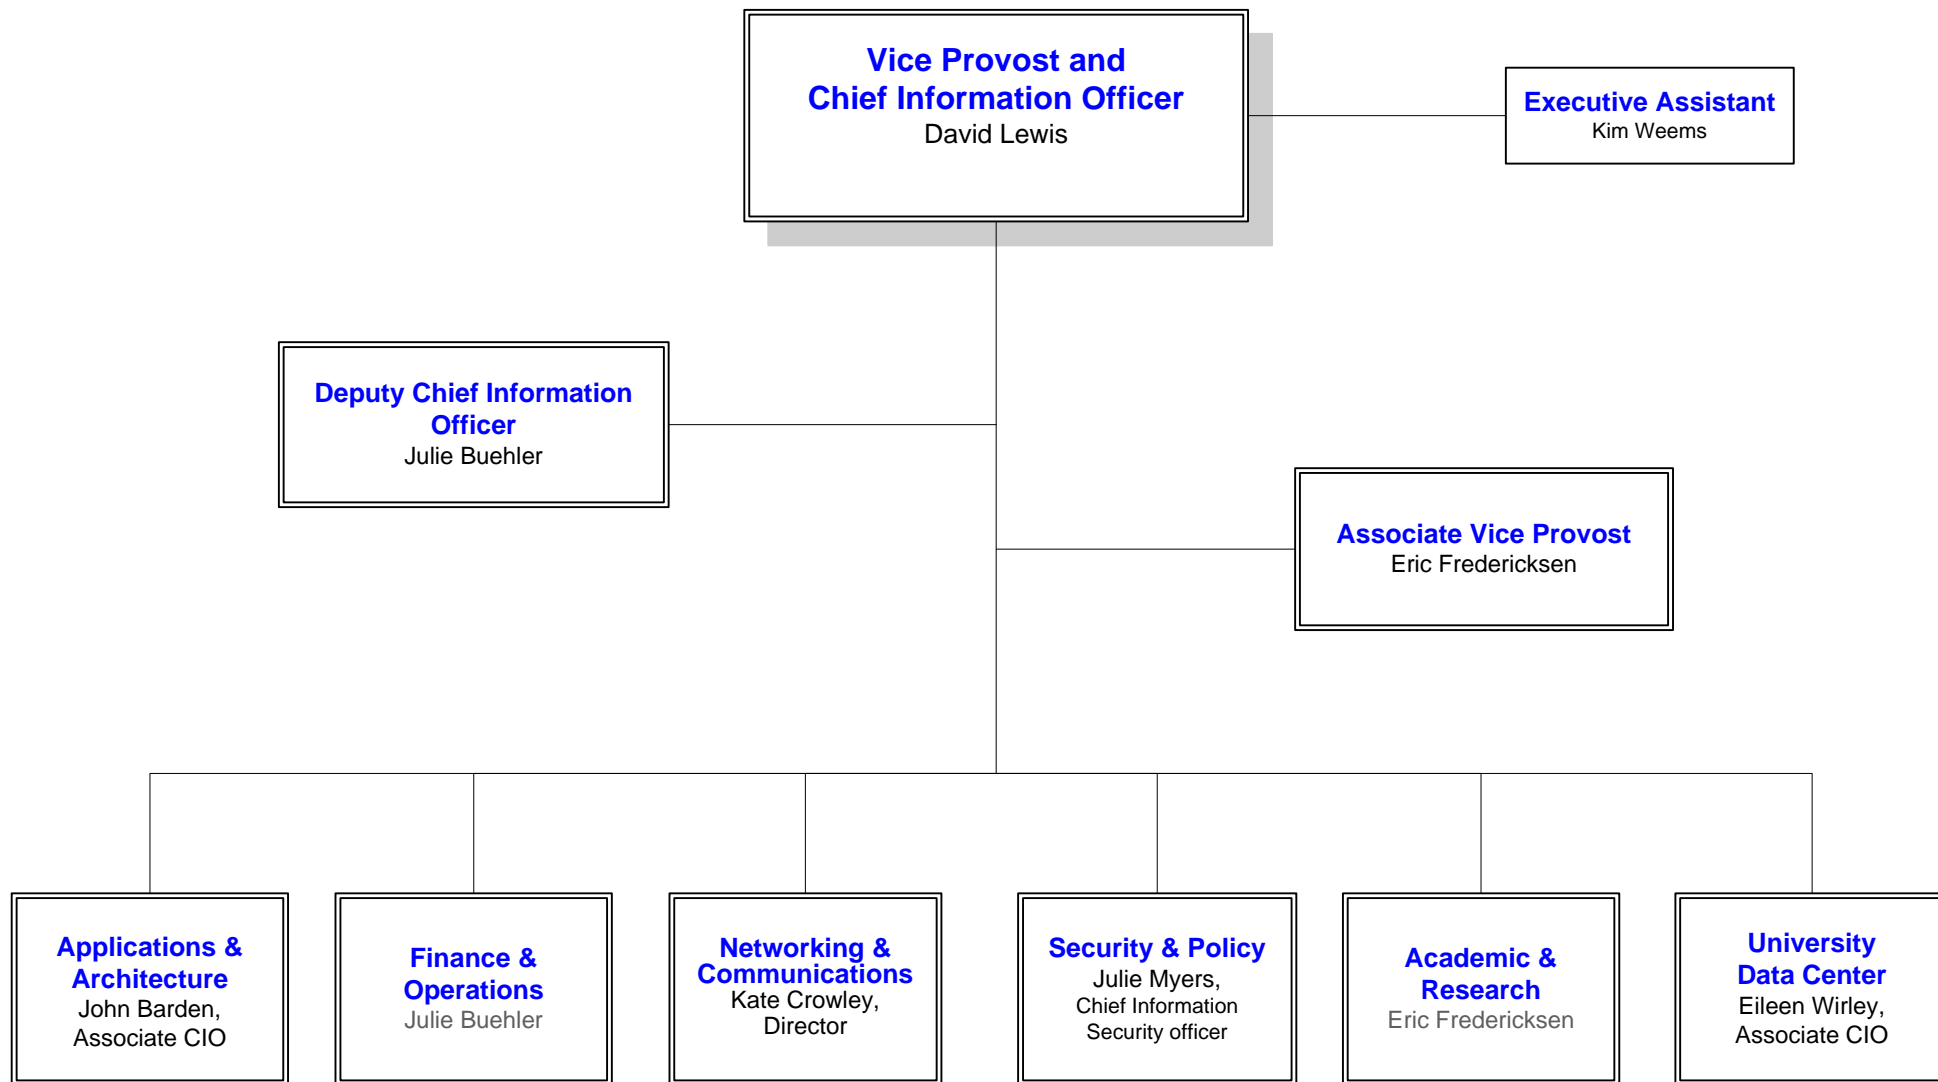 Vice Provost and
Chief Information Officer
David Lewis
Executive Assistant
Kim Weems
Deputy Chief Information
Officer
Julie Buehler
Associate Vice Provost
Eric Fredericksen
Applications &
Architecture
John Barden,
Associate CIO
Finance &
Operations
Julie Buehler
Networking &
Communications
Kate Crowley,
Director
Security & Policy
Julie Myers,
Chief Information
Security officer
Academic &
Research
Eric Fredericksen
University
Data Center
Eileen Wirley,
Associate CIO